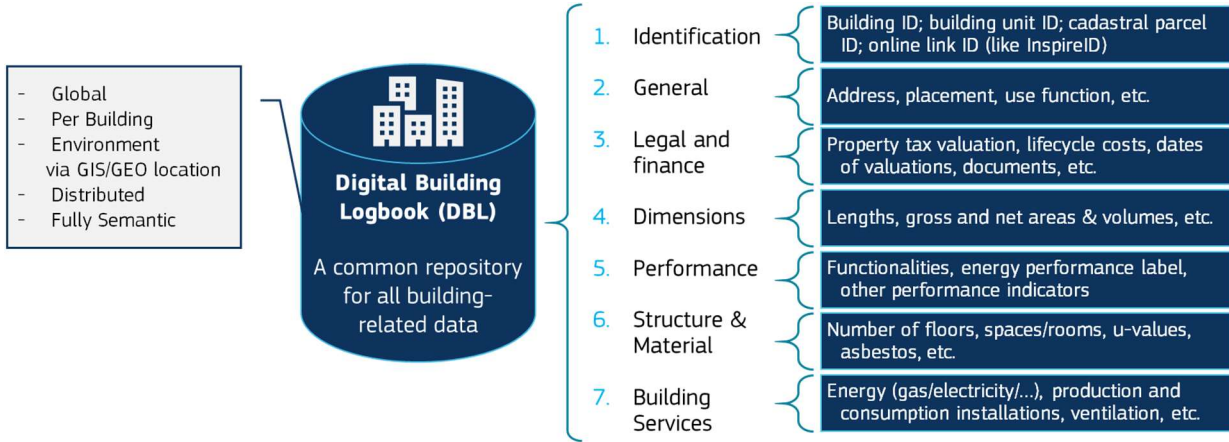 - Global
- Per Building
- Environment
via GIS/GEO location
- Distributed
- Fully Semantic
Digital Building
Logbook (DBL)
A common repository
for all building-
related data
1. Identification
Building ID; building unit ID; cadastral parcel
ID; online link ID (like InspireID)
2. General
Address, placement, use function, etc.
3. Legal and
finance
Property tax valuation, lifecycle costs, dates
of valuations, documents, etc.
4. Dimensions
Lengths, gross and net areas & volumes, etc.
5. Performance
Functionalities, energy performance label,
other performance indicators
6. Structure &
Material
Number of floors, spaces/rooms, u-values,
asbestos, etc.
7. Building
Services
Energy (gas/electricity/...), production and
consumption installations, ventilation, etc.